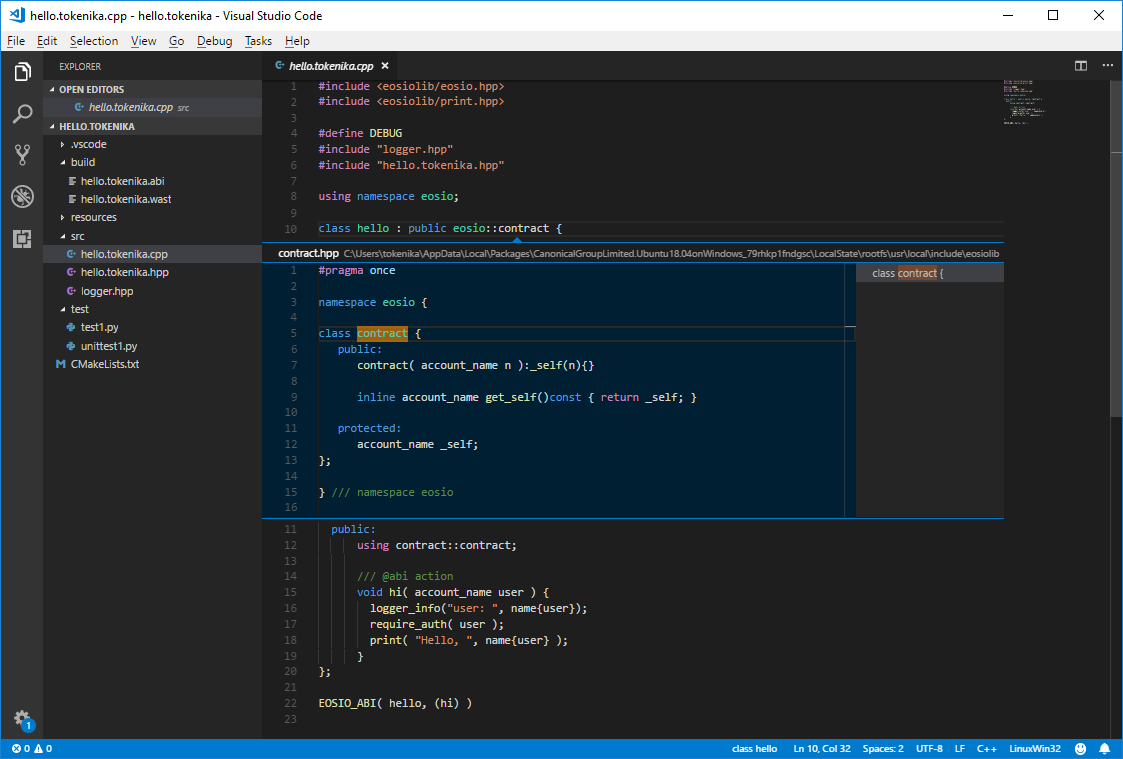 hello.tokenika.cpp - hello.tokenika - Visual Studio Code
File Edit Selection View Go Debug Tasks Help
EXPLORER
OPEN EDITORS
hello.tokenika.cpp src
HELLO.TOKENIKA
.vscode
build
hello.tokenika.abi
hello.tokenika.wast
resources
src
hello.tokenika.cpp
hello.tokenika.hpp
logger.hpp
test
test1.py
unittest1.py
M CMakeLists.txt
1
hello.tokenika.cpp
1 #include <eosiolib/eosio.hpp>
2 #include <eosiolib/print.hpp>
3
4 #define DEBUG
5 #include "logger.hpp"
6 #include "hello.tokenika.hpp"
7
8 using namespace eosio;
9
10 class hello : public eosio::contract {
contract.hpp C:\Users\tokenika\AppData\Local\Packages\CanonicalGroupLimited.Ubuntu18.04onWindows_79rhkp1fndgsc\LocalState\rootfs\usr\local\include\eosiolib
1 #pragma once
2
3 namespace eosio {
4
5 class contract {
6 public:
7 contract( account_name n ):_self(n){}
8
9 inline account_name get_self()const { return _self; }
10
11 protected:
12 account_name _self;
13 };
14
15 } /// namespace eosio
16
class contract {
11 public:
12 using contract::contract;
13
14 /// @abi action
15 void hi( account_name user ) {
16 logger_info("user: ", name{user});
17 require_auth( user );
18 print( "Hello, ", name{user} );
19 }
20 };
21
22 EOSIO_ABI( hello, (hi) )
23
0 0 class hello Ln 10, Col 32 Spaces: 2 UTF-8 LF C++ LinuxWin32